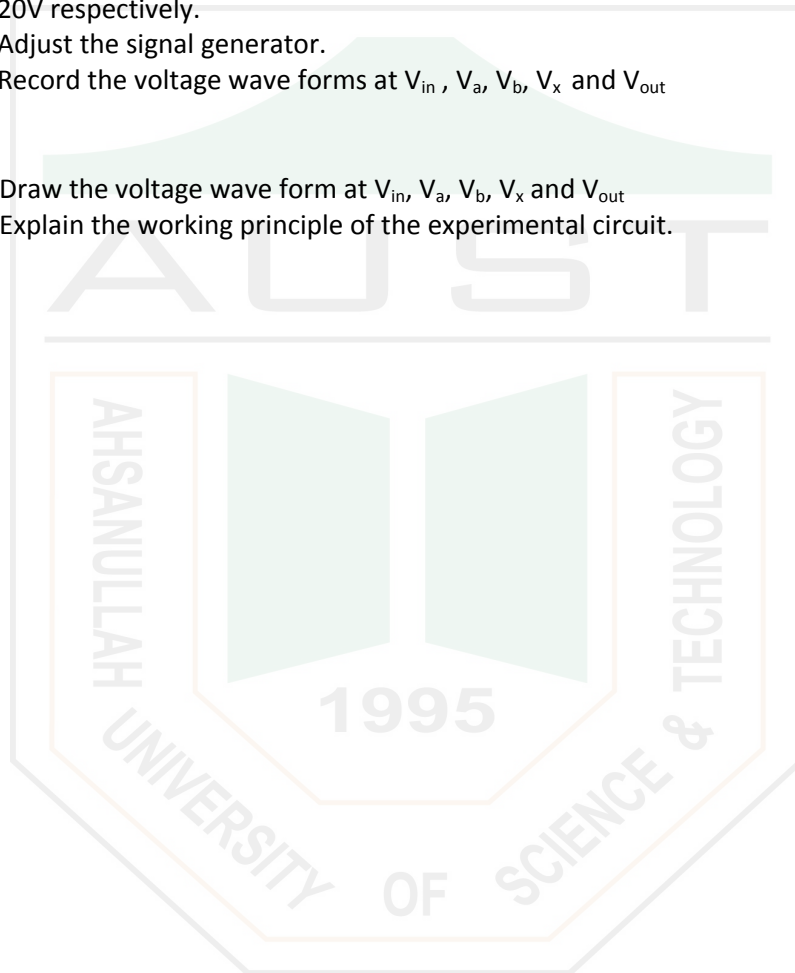 20V respectively.
Adjust the signal generator.
Record the voltage wave forms at Vin , Va, Vb, Vx and Vout
Draw the voltage wave form at Vin, Va, Vb, Vx and Vout
Explain the working principle of the experimental circuit.
AUST
AHSANULLAH
UNIVERSITY
OF
SCIENCE
&
TECHNOLOGY
1995